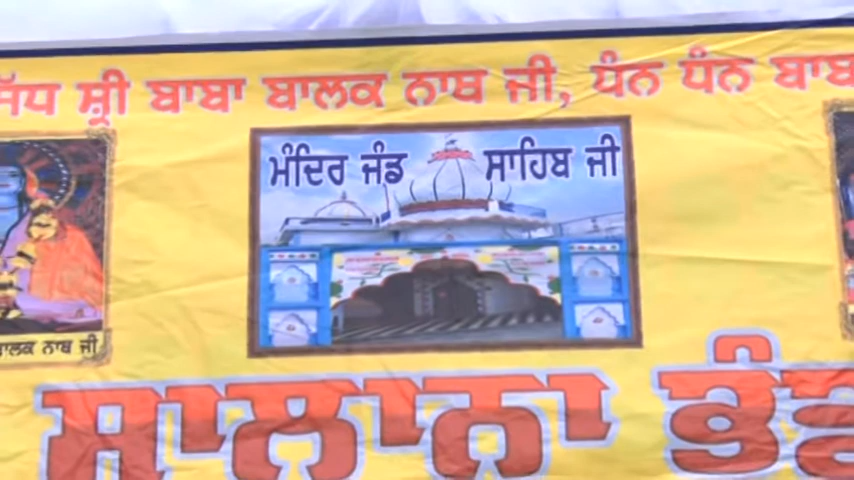 ਸਿੱਧ ਸ਼੍ਰੀ ਬਾਬਾ ਬਾਲਕ ਨਾਥ ਜੀ, ਧੰਨ ਧੰਨ ਬਾਬਾ
ਮੰਦਿਰ ਜੰਡ ਸਾਹਿਬ ਜੀ
ਬਾਲਕ ਨਾਥ ਜੀ
ਸਾਲਾਨਾ